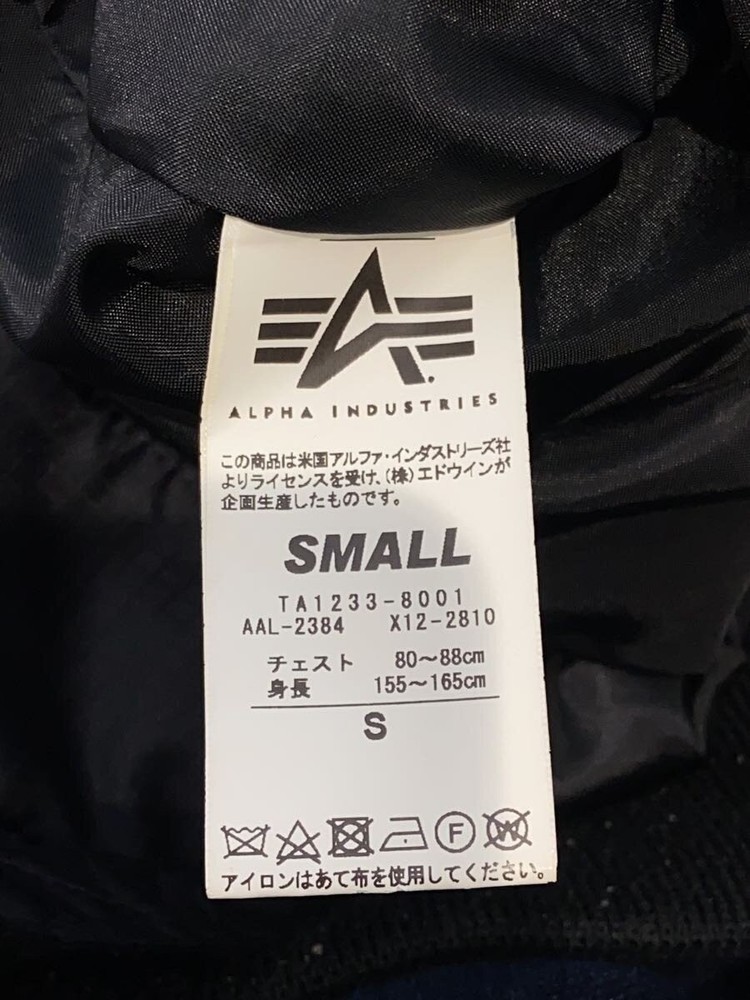 ALPHA INDUSTRIES
この商品は米国アルファ・インダストリーズ社
よりライセンスを受け、(株)エドウインが
企画生産したものです。
SMALL
TA1233-8001
AAL-2384 X12-2810
チェスト 80~88cm
身長 155~165cm
S
F W
アイロンはあて布を使用してください。